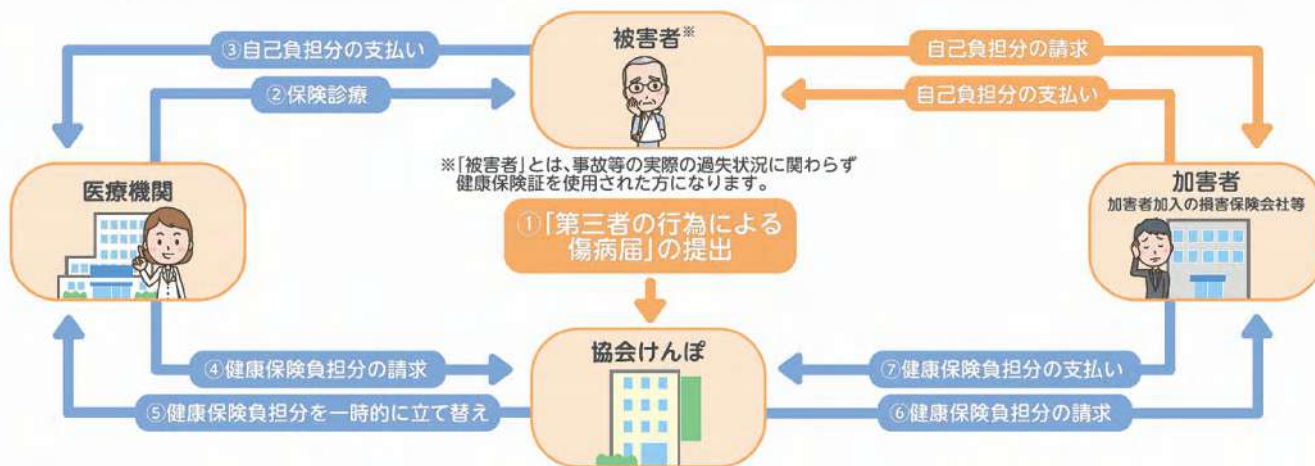 被害者※
③自己負担分の支払い
②保険診療
自己負担分の請求
自己負担分の支払い
※「被害者」とは、事故等の実際の過失状況に関わらず
健康保険証を使用された方になります。
医療機関
加害者
加害者加入の損害保険会社等
①「第三者の行為による
傷病届」の提出
協会けんぽ
④健康保険負担分の請求
⑤健康保険負担分を一時的に立て替え
⑦健康保険負担分の支払い
⑥健康保険負担分の請求